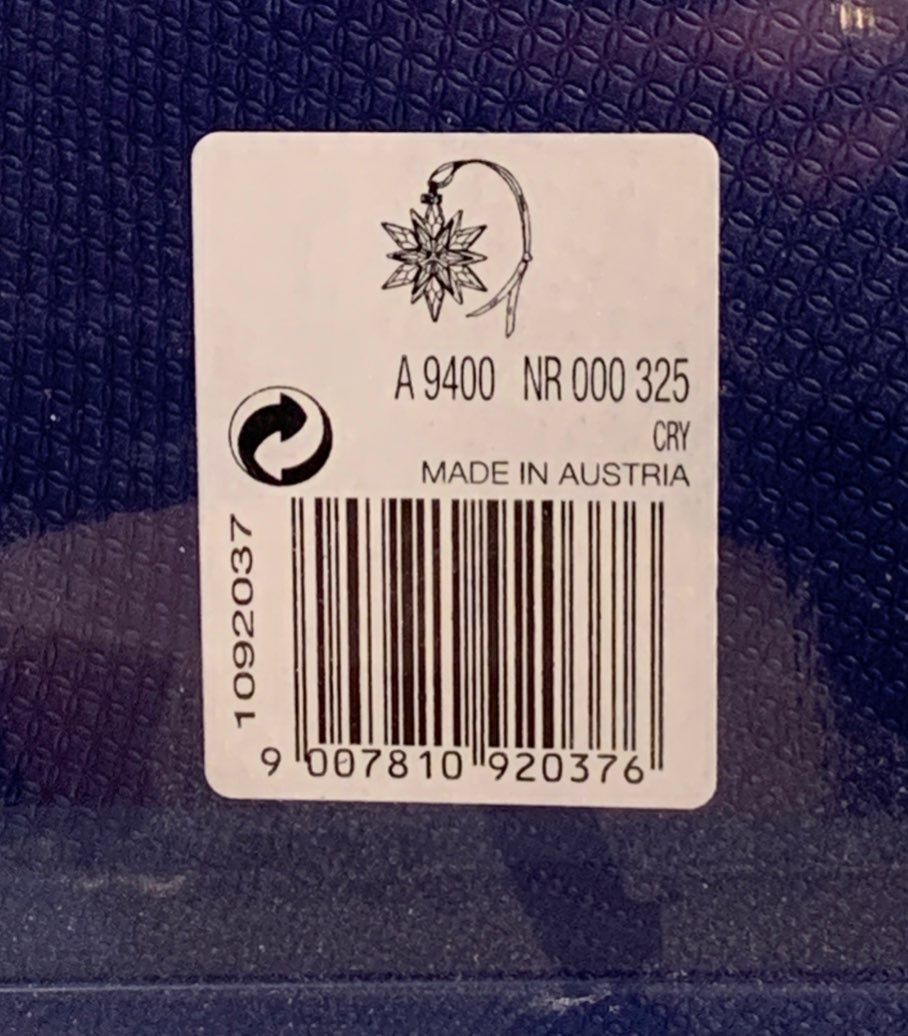 A 9400 NR 000 325
CRY
MADE IN AUSTRIA
1092037
9 007810 920376